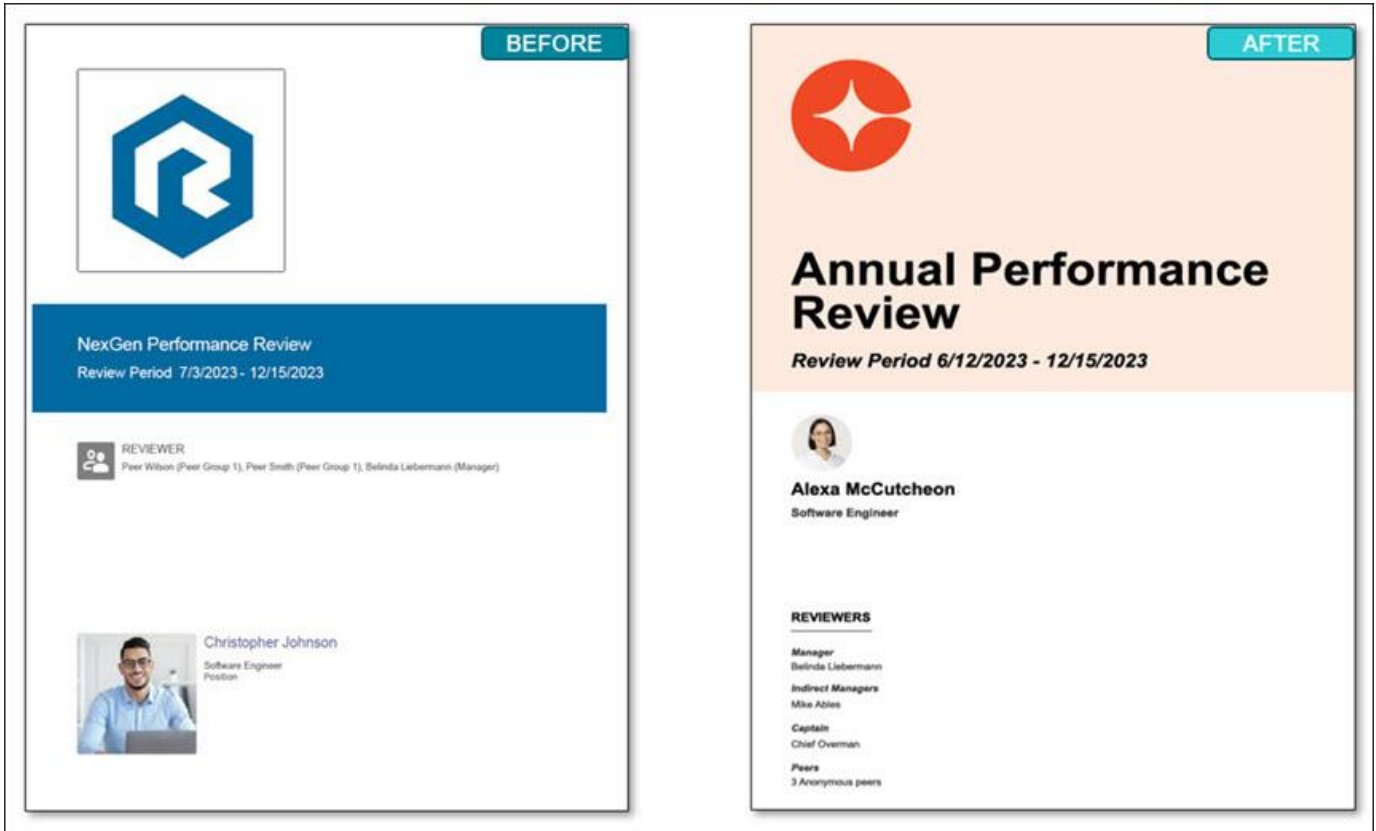 BEFORE
NexGen Performance Review
Review Period 7/3/2023 - 12/15/2023
REVIEWER
Peer Wilson (Peer Group 1), Peer Smith (Peer Group 1), Belinda Liebermann (Manager)
Christopher Johnson
Software Engineer
Position
AFTER
Annual Performance
Review
Review Period 6/12/2023 - 12/15/2023
Alexa McCutcheon
Software Engineer
REVIEWERS
Manager
Belinda Liebermann
Indirect Managers
Mike Ables
Captain
Chief Overman
Peers
3 Anonymous peers